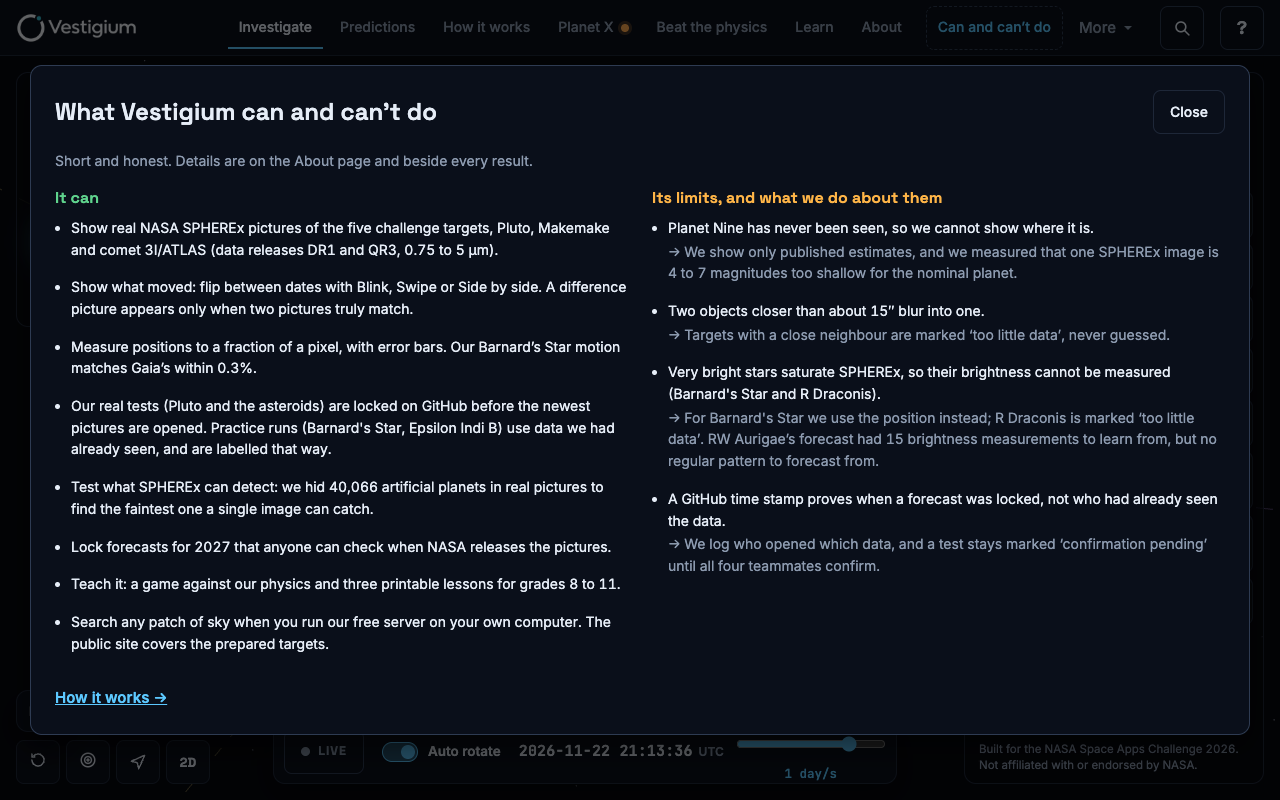 Vestigium
Investigate
Predictions
How it works
Planet X
Beat the physics
Learn
About
Can and can’t do
More
?
What Vestigium can and can’t do
Close
Short and honest. Details are on the About page and beside every result.
It can
• Show real NASA SPHEREx pictures of the five challenge targets, Pluto, Makemake
and comet 3I/ATLAS (data releases DR1 and QR3, 0.75 to 5 µm).
• Show what moved: flip between dates with Blink, Swipe or Side by side. A difference
picture appears only when two pictures truly match.
• Measure positions to a fraction of a pixel, with error bars. Our Barnard’s Star motion
matches Gaia’s within 0.3%.
• Our real tests (Pluto and the asteroids) are locked on GitHub before the newest
pictures are opened. Practice runs (Barnard's Star, Epsilon Indi B) use data we had
already seen, and are labelled that way.
• Test what SPHEREx can detect: we hid 40,066 artificial planets in real pictures to
find the faintest one a single image can catch.
• Lock forecasts for 2027 that anyone can check when NASA releases the pictures.
• Teach it: a game against our physics and three printable lessons for grades 8 to 11.
• Search any patch of sky when you run our free server on your own computer. The
public site covers the prepared targets.
How it works →
Its limits, and what we do about them
• Planet Nine has never been seen, so we cannot show where it is.
→ We show only published estimates, and we measured that one SPHEREx image is
4 to 7 magnitudes too shallow for the nominal planet.
• Two objects closer than about 15″ blur into one.
→ Targets with a close neighbour are marked ‘too little data’, never guessed.
• Very bright stars saturate SPHEREx, so their brightness cannot be measured
(Barnard's Star and R Draconis).
→ For Barnard's Star we use the position instead; R Draconis is marked ‘too little
data’. RW Aurigae’s forecast had 15 brightness measurements to learn from, but no
regular pattern to forecast from.
• A GitHub time stamp proves when a forecast was locked, not who had already seen
the data.
→ We log who opened which data, and a test stays marked ‘confirmation pending’
until all four teammates confirm.
2D
LIVE
Auto rotate
2026-11-22 21:13:36 UTC
1 day/s
Built for the NASA Space Apps Challenge 2026.
Not affiliated with or endorsed by NASA.